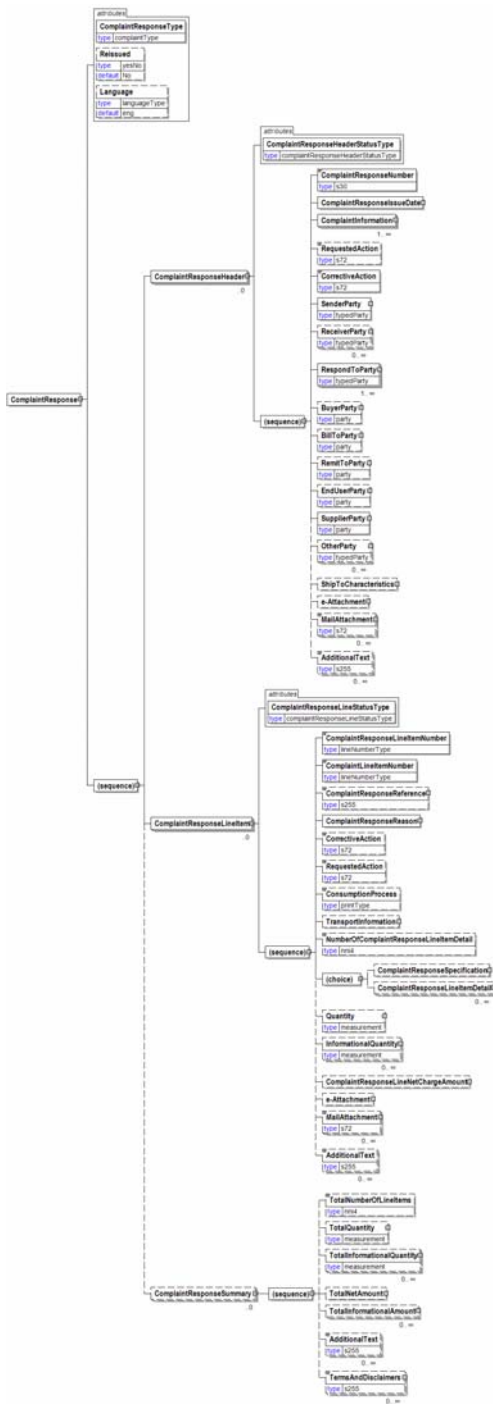 attributes
ComplaintResponseType
type complaintType
Reissued
type yesNo
default No
Language
type languageType
default eng
attributes
ComplaintResponseHeaderStatusType
type complaintResponseHeaderStatusType
ComplaintResponseNumber
type s30
ComplaintResponseIssueDate
ComplaintInformation
1.. ∞
RequestedAction
type s72
ComplaintResponseHeader
..0
CorrectiveAction
type s72
SenderParty
type typedParty
ReceiverParty
type typedParty
0.. ∞
RespondToParty
type typedParty
1.. ∞
ComplaintResponse
BuyerParty
type party
(sequence)
BillToParty
type party
RemitToParty
type party
EndUserParty
type party
SupplierParty
type party
OtherParty
type typedParty
0.. ∞
ShipToCharacteristics
e-Attachment
MailAttachment
type s72
0.. ∞
AdditionalText
type s255
0.. ∞
attributes
ComplaintResponseLineStatusType
type complaintResponseLineStatusType
ComplaintResponseLineItemNumber
type lineNumberType
ComplaintLineItemNumber
type lineNumberType
(sequence)
ComplaintResponseReference
type s255
ComplaintResponseLineItem
..0
ComplaintResponseReason
CorrectiveAction
type s72
RequestedAction
type s72
ConsumptionProcess
type printType
TransportInformation
NumberOfComplaintResponseLineItemDetail
type nni4
(sequence)
(choice)
ComplaintResponseSpecification
ComplaintResponseLineItemDetail
0.. ∞
Quantity
type measurement
InformationalQuantity
type measurement
0.. ∞
ComplaintResponseLineNetChargeAmount
e-Attachment
MailAttachment
type s72
0.. ∞
AdditionalText
type s255
0.. ∞
TotalNumberOfLineItems
type nni4
TotalQuantity
type measurement
TotalInformationalQuantity
type measurement
0.. ∞
ComplaintResponseSummary
..0
(sequence)
TotalNetAmount
TotalInformationalAmount
0.. ∞
AdditionalText
type s255
0.. ∞
TermsAndDisclaimers
type s255
0.. ∞